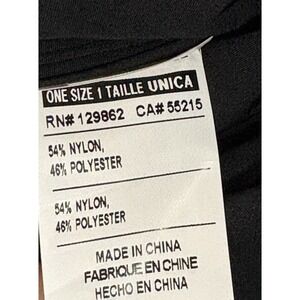 ONE SIZE | TAILLE UNICA
RN# 129862 CA# 55215
54% NYLON,
46% POLYESTER
54% NYLON,
46% POLYESTER
MADE IN CHINA
FABRIQUE EN CHINE
HECHO EN CHINA